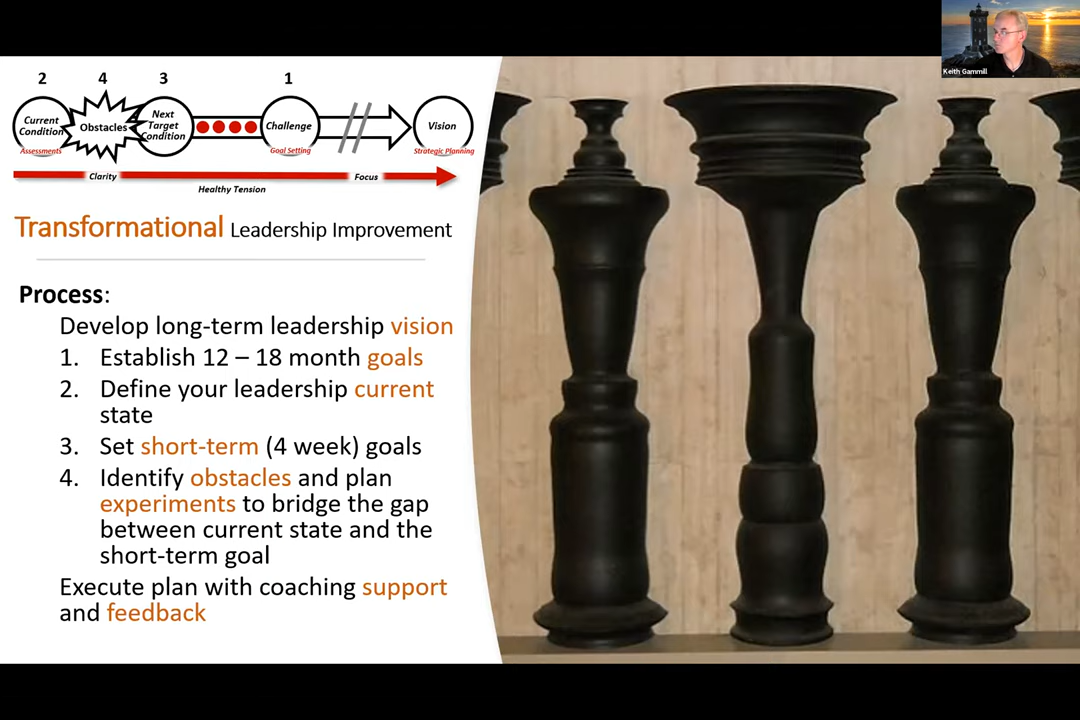 2
4
3
1
Current
Condition
Assessments
Obstacles
Next
Target
Condition
Challenge
Goal Setting
Vision
Strategic Planning
Clarity
Healthy Tension
Focus
Transformational Leadership Improvement
Process:
Develop long-term leadership vision
1. Establish 12 – 18 month goals
2. Define your leadership current
state
3. Set short-term (4 week) goals
4. Identify obstacles and plan
experiments to bridge the gap
between current state and the
short-term goal
Execute plan with coaching support
and feedback
Keith Gammill